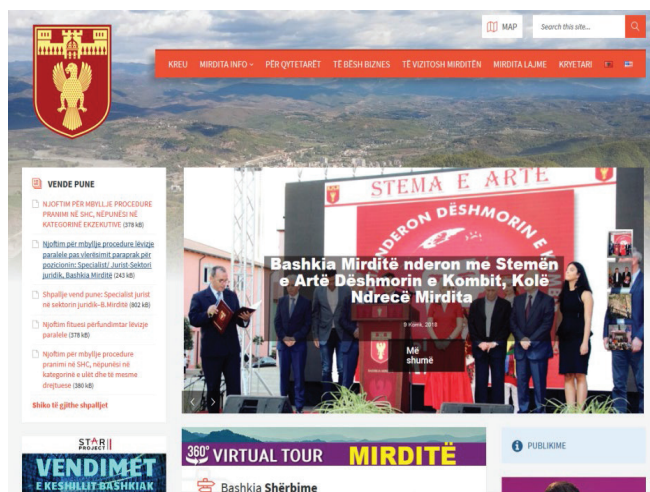 MAP
Search this site...
KREU MIRDITA INFO PËR QYTETARËT TË BËSH BIZNES TË VIZITOSH MIRDITËN MIRDITA LAJME KRYETARI
VENDE PUNE
NJOFTIM PËR MBYLLJE PROCEDURE
PRANIMI NË SHC, NËPUNËSI NË
KATEGORINË EKZEKUTIVE (378 kB)
Njoftim për mbyllje procedure lëvizje
paralele pas vlerësimit paraprak për
pozicionin: Specialist/ Jurist-Sektori
juridik, Bashkia Mirditë (243 kB)
Shpallje vend pune: Specialist jurist
në sektorin juridik-B.Mirditë (802 kB)
Njoftim fituesi përfundimtar lëvizje
paralele (378 kB)
Njoftim për mbyllje procedure
pranimi në SHC, nëpunësi në
kategorinë e ulët dhe të mesme
drejtuese (380 kB)
Shiko të gjithe shpalljet
STEMA E ARTË
DËSHMORIN E
Bashkia Mirditë nderon me Stemën
e Artë Dëshmorin e Kombit, Kolë
Ndrecë Mirdita
Më
shumë
STAR
PROJECT
VENDIMET
E KËSHILLIT BASHKIAK
360° VIRTUAL TOUR MIRDITË
Bashkia Shërbime
PUBLIKIME